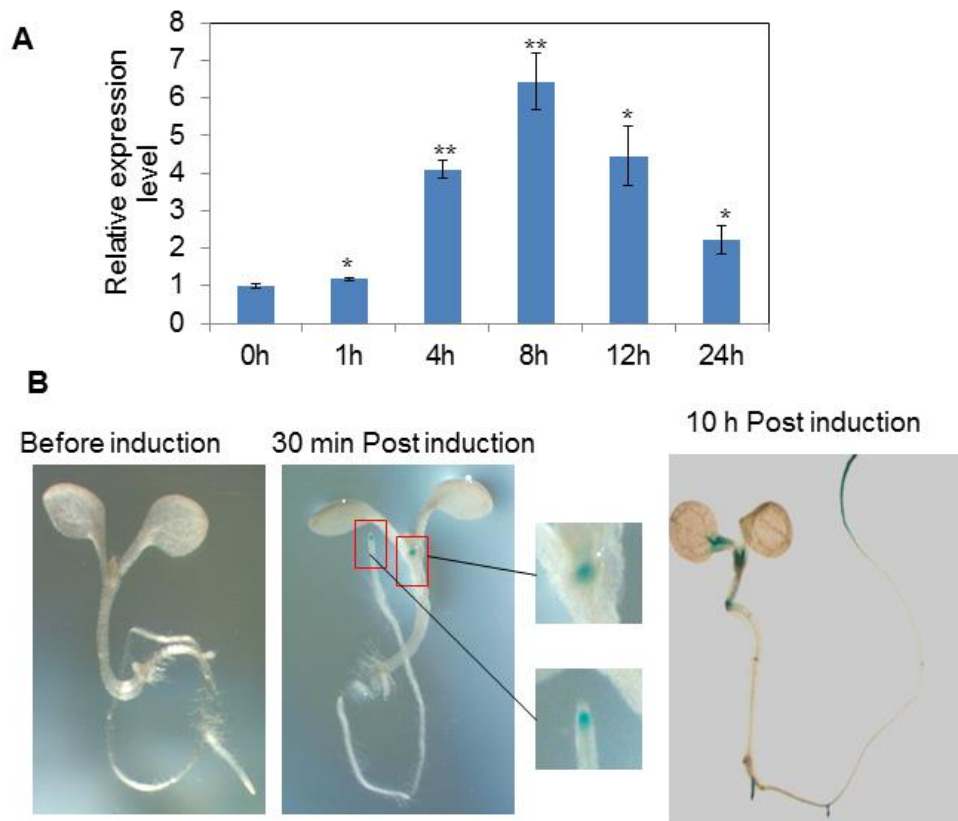 A
Relative expression
level
8
7
6
5
4
3
2
1
0
*
**
**
*
*
0h 1h 4h 8h 12h 24h
B
Before induction
30 min Post induction
10 h Post induction